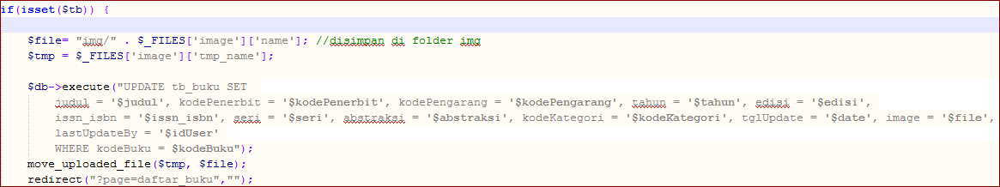 if(isset($tb)) {
$file= "img/" . $_FILES['image']['name']; //disimpan di folder img
$tmp = $_FILES['image']['tmp_name'];
$db->execute("UPDATE tb_buku SET
judul = '$judul', kodePenerbit = '$kodePenerbit', kodePengarang = '$kodePengarang', tahun = '$tahun', edisi = '$edisi',
issn_isbn = '$issn_isbn', seri = '$seri', abstraksi = '$abstraksi', kodeKategori = '$kodeKategori', tglUpdate = '$date', image = '$file',
lastUpdateBy = '$idUser'
WHERE kodeBuku = $kodeBuku");
move_uploaded_file($tmp, $file);
redirect("?page=daftar_buku","");